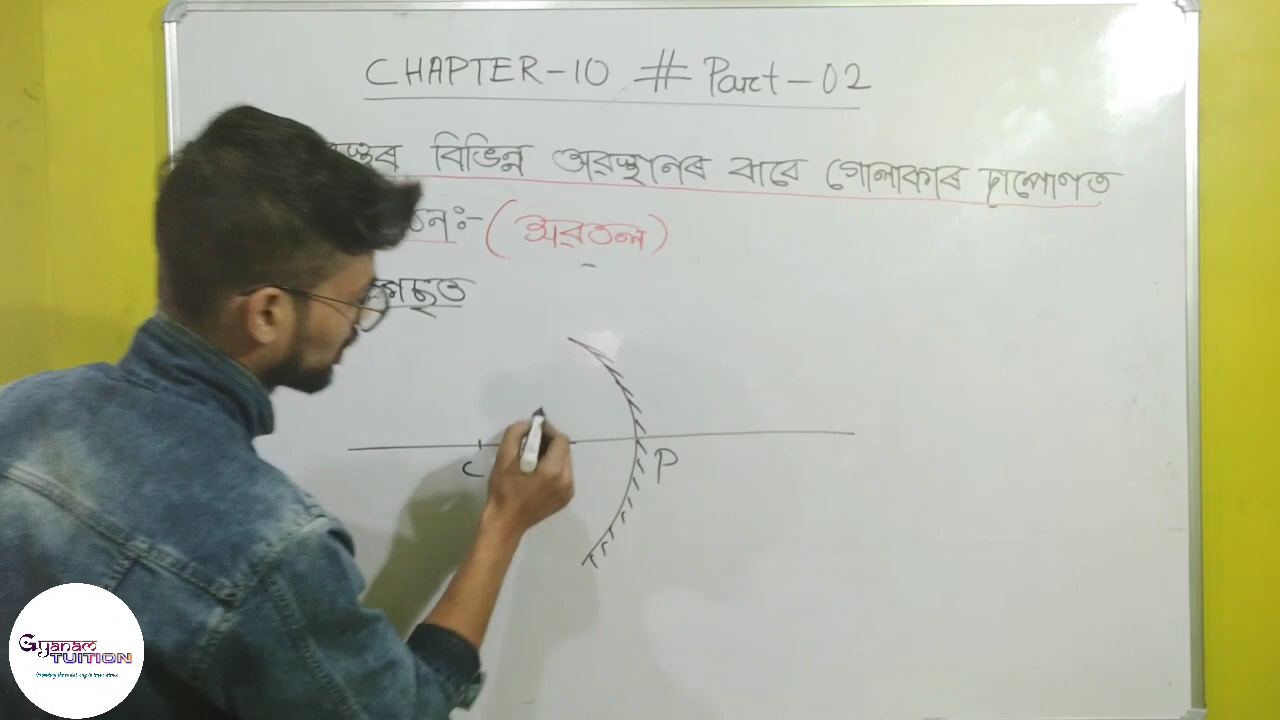 CHAPTER-10 # Part-02
বিভিন্ন অৱস্থানৰ বাবে গোলাকাৰ দাপোণত
(অৱতল)
C
P
Gyanam
TUITION